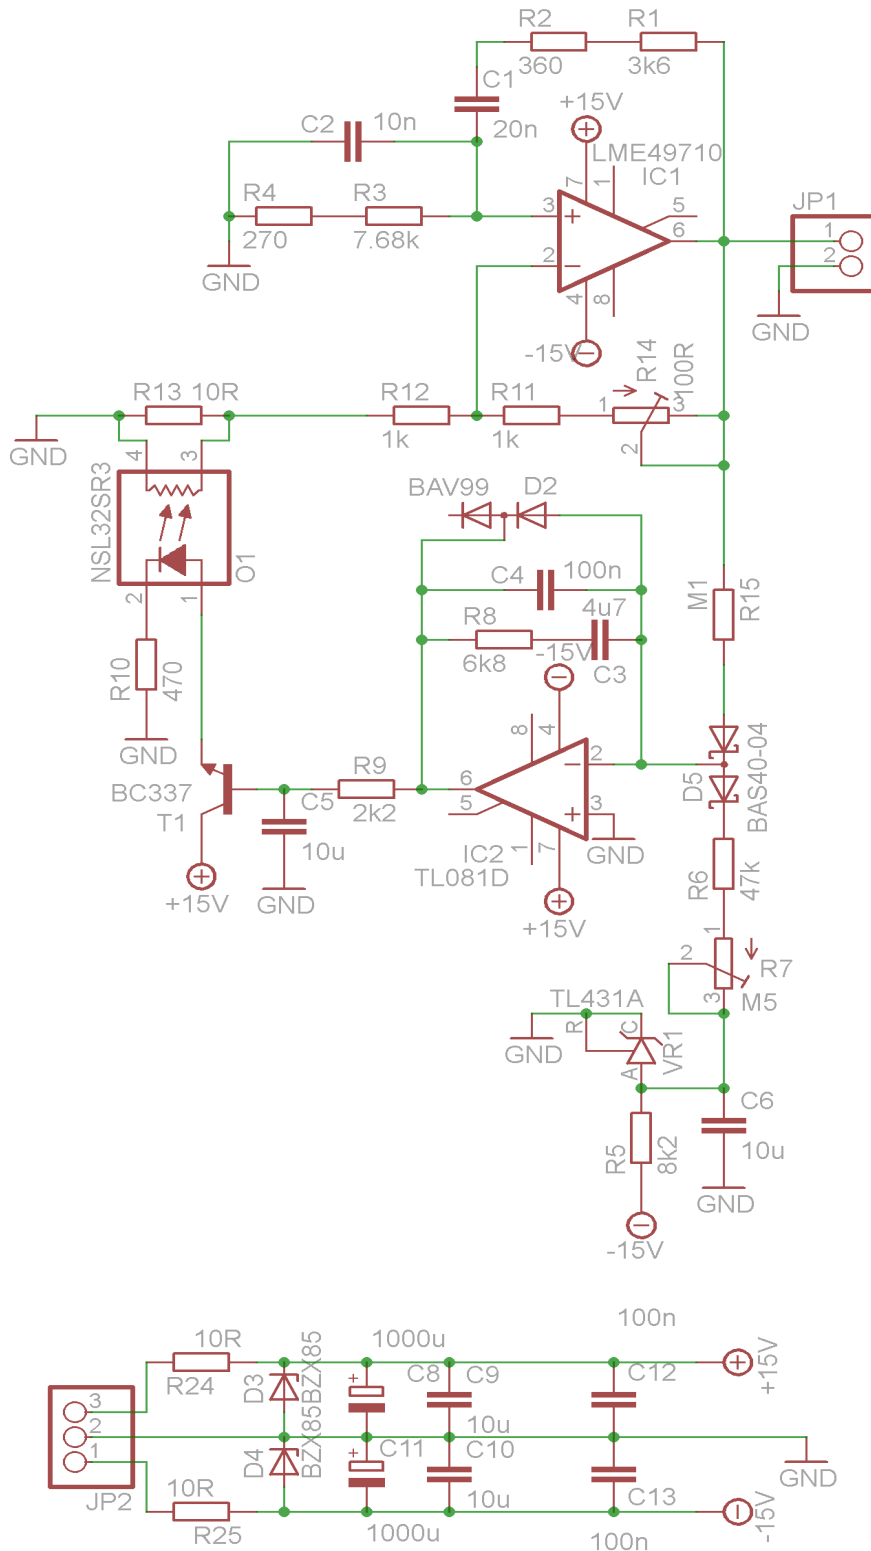 R2
R1
360
3k6
C1
+15V
C2
10n
20n
LME49710
IC1
7
1
R4
R3
3
5
JP1
270
7.68k
6
1
2
2
GND
4
8
GND
-15V
R14
100R
R13
10R
R12
R11
1
3
1k
1k
2
GND
4
3
NSL32SR3
BAV99
D2
O1
C4
100n
M1
R15
2
1
R8
4u7
6k8
-15V
C3
R10
470
8
4
GND
R9
6
2
BC337
C5
2k2
5
3
D5
BAS40-04
T1
10u
IC2
1
7
GND
TL081D
R6
47k
+15V
GND
+15V
1
2
R7
TL431A
3
M5
R
C
GND
VR1
A
C6
R5
8k2
10u
GND
-15V
100n
10R
1000u
+15V
R24
D3
BZX85
C8
C9
C12
3
2
10u
1
D4
BZX85
C11
C10
GND
10R
10u
C13
JP2
R25
1000u
100n
-15V